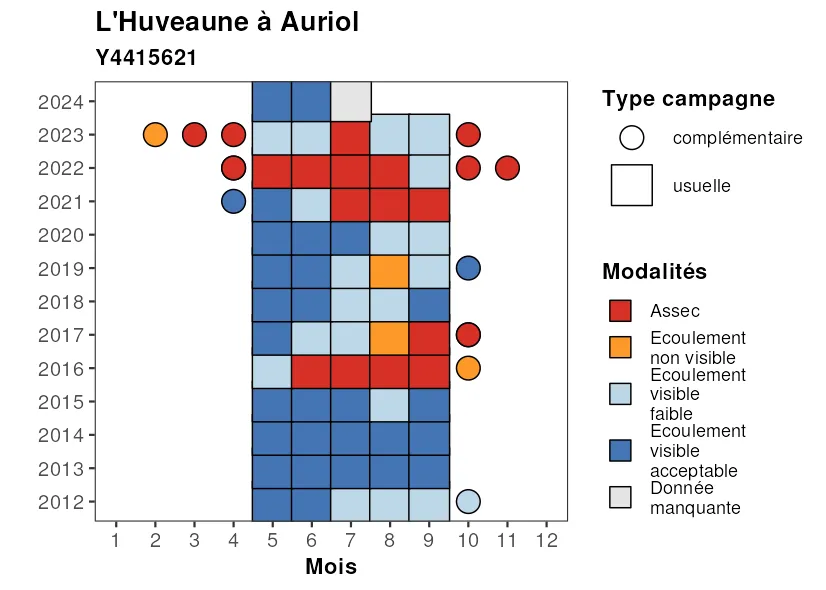 L'Huveaune à Auriol
Y4415621
2024
2023
2022
2021
2020
2019
2018
2017
2016
2015
2014
2013
2012
1 2 3 4 5 6 7 8 9 10 11 12
Mois
Type campagne
complémentaire
usuelle
Modalités
Assec
Ecoulement
non visible
Ecoulement
visible
faible
Ecoulement
visible
acceptable
Donnée
manquante